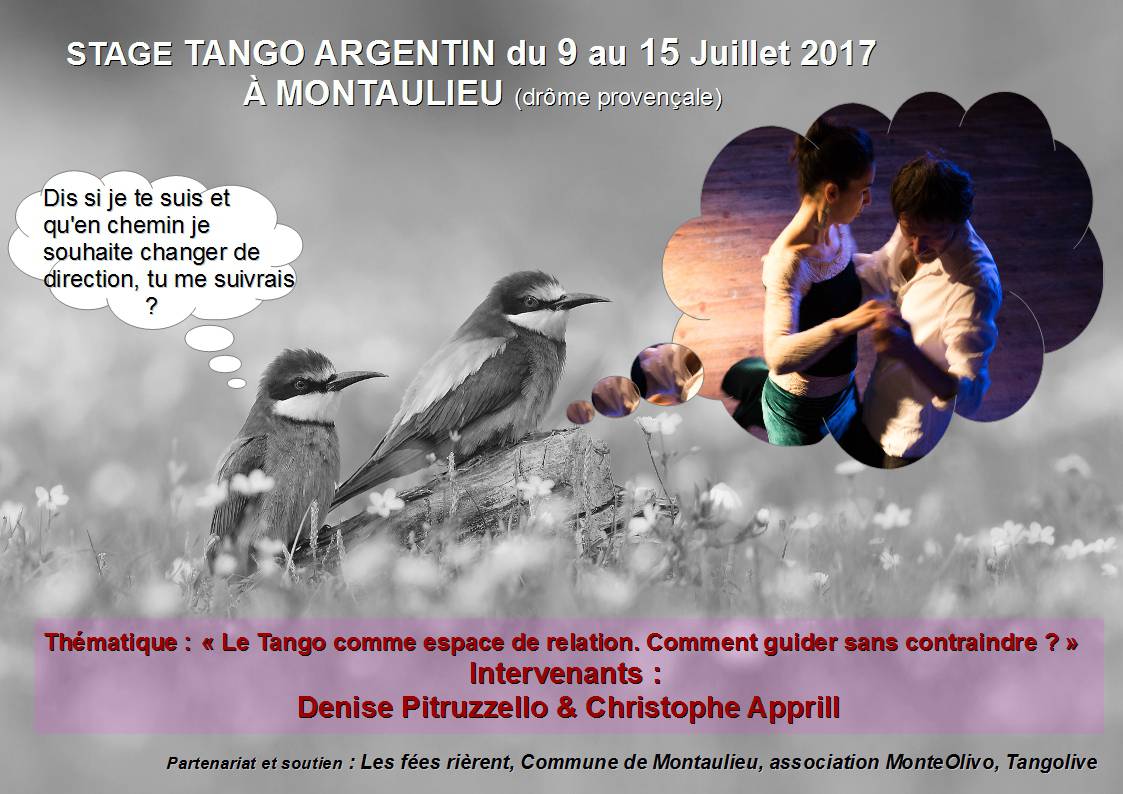 STAGE TANGO ARGENTIN du 9 au 15 Juillet 2017
À MONTAULIEU (drôme provençale)
Dis si je te suis et
qu'en chemin je
souhaite changer de
direction, tu me suivrais
?
Thématique : « Le Tango comme espace de relation. Comment guider sans contraindre ? »
Intervenants :
Denise Pitruzzello & Christophe Apprill
Partenariat et soutien : Les fées rièrent, Commune de Montaulieu, association MonteOlivo, Tangolive